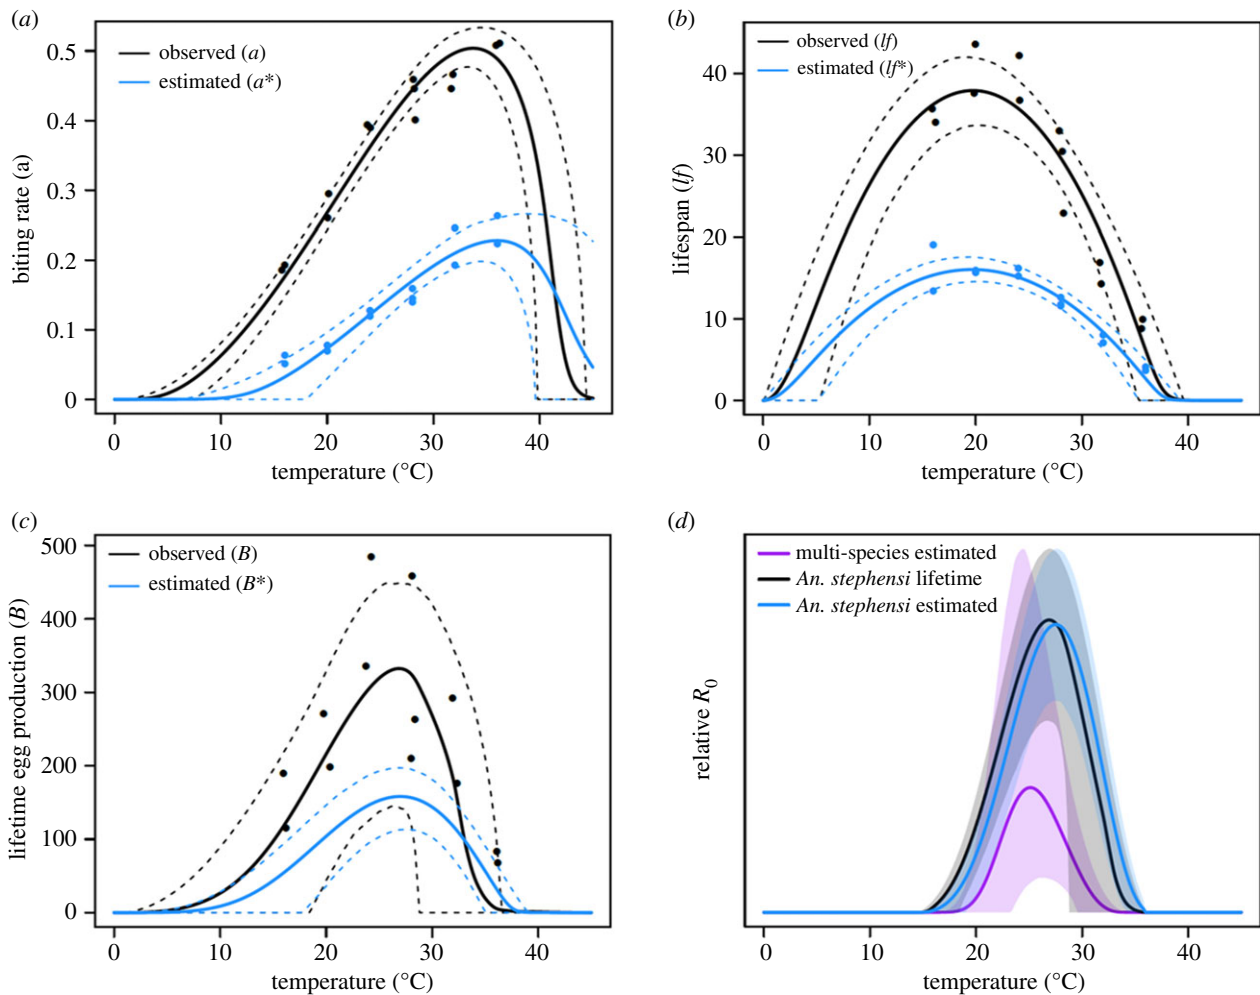 (a)
observed (a)
estimated (a*)
biting rate (a)
0.5
0.4
0.3
0.2
0.1
0
0 10 20 30 40
temperature (°C)
(b)
observed (lf)
estimated (lf*)
lifespan (lf)
40
30
20
10
0
0 10 20 30 40
temperature (°C)
(c)
observed (B)
estimated (B*)
lifetime egg production (B)
500
400
300
200
100
0
0 10 20 30 40
temperature (°C)
(d)
multi-species estimated
An. stephensi lifetime
An. stephensi estimated
relative R0
0 10 20 30 40
temperature (°C)